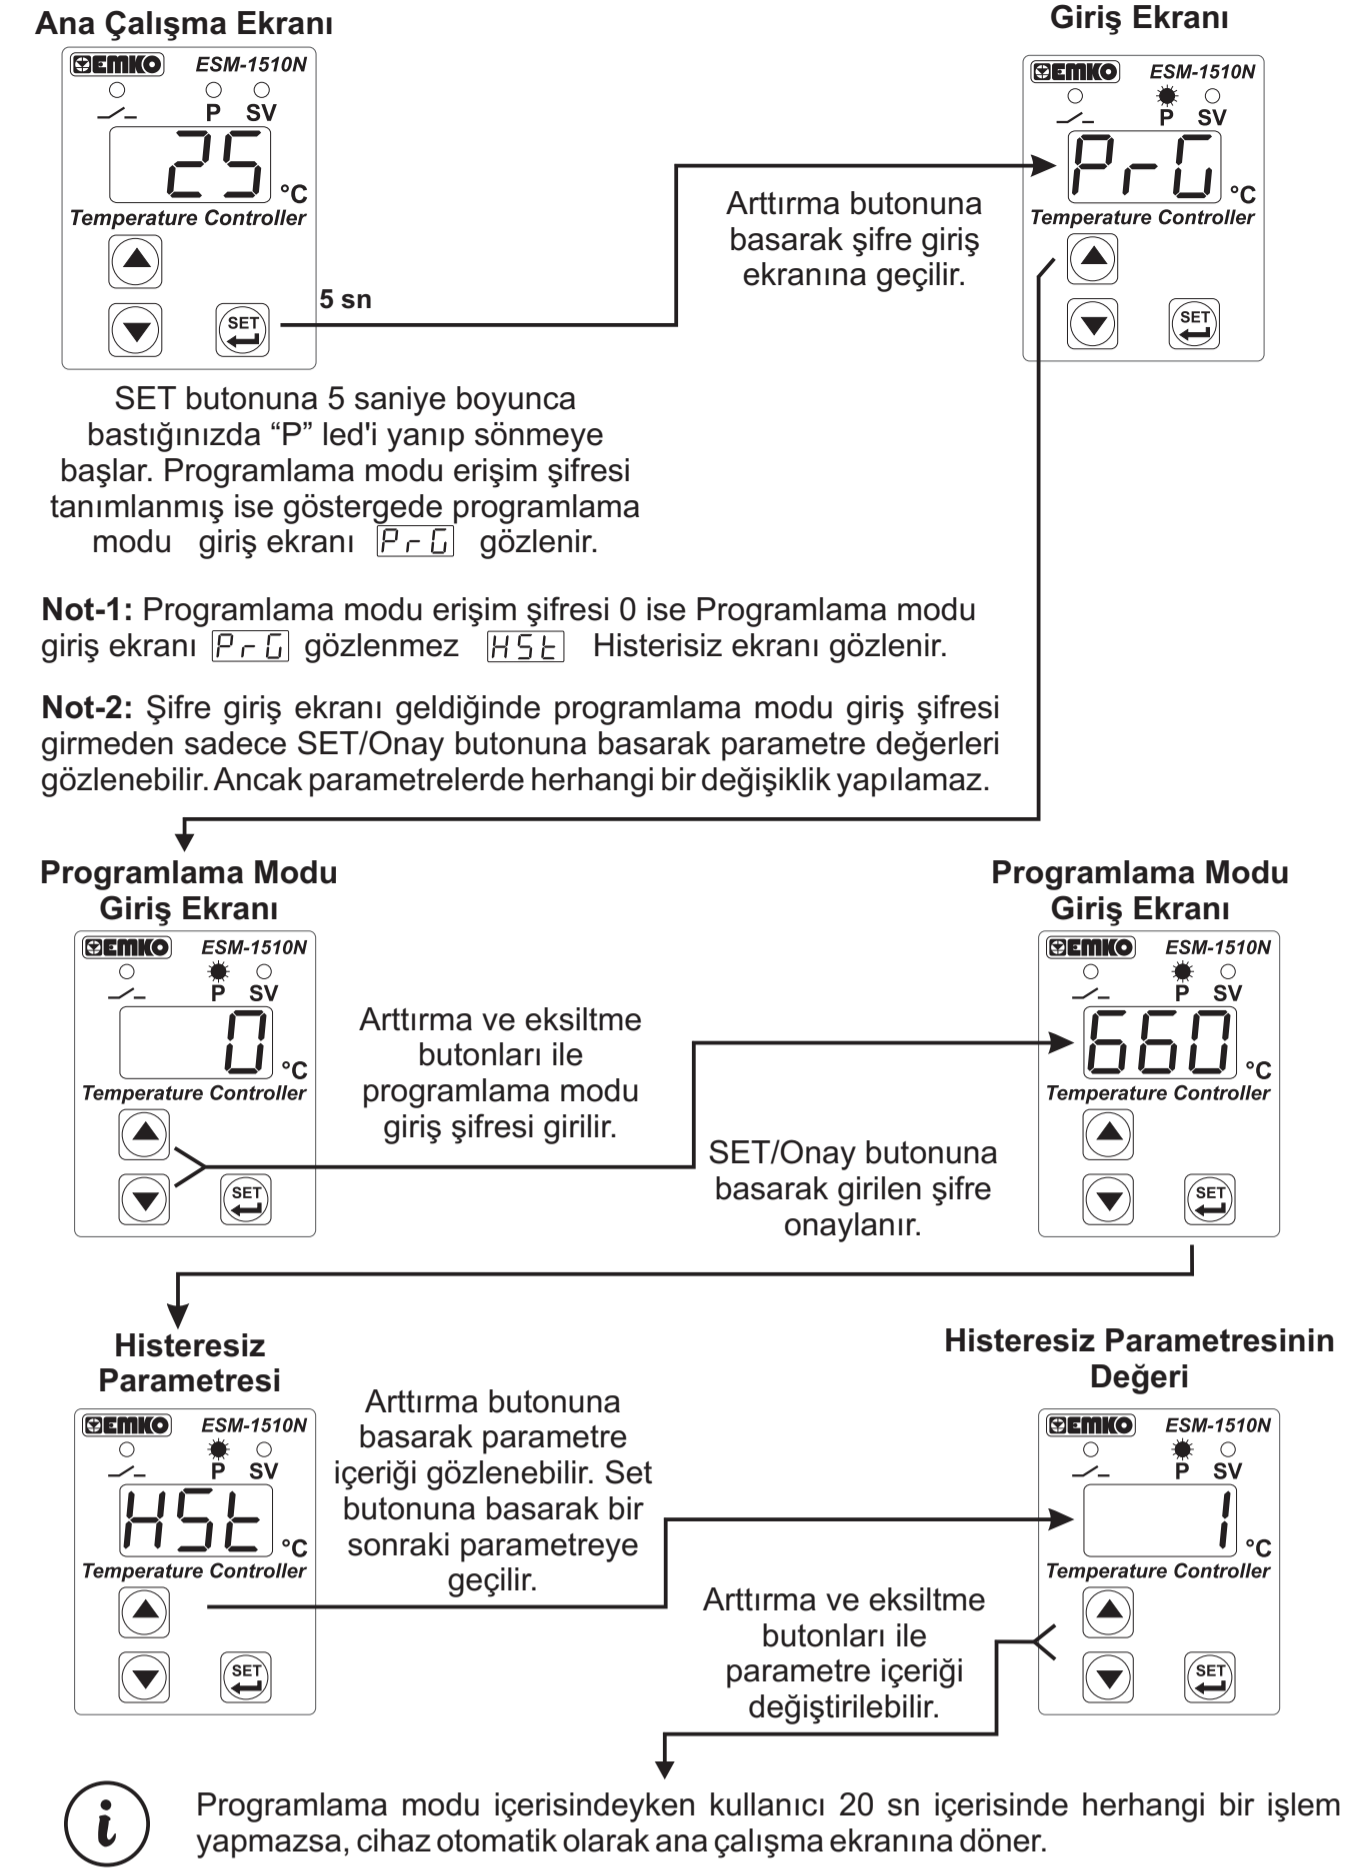 Ana Çalışma Ekranı
EMKO ESM-1510N
P SV
25
°C
Temperature Controller
SET
5 sn
Giriş Ekranı
EMKO ESM-1510N
P SV
PrG
°C
Temperature Controller
SET
Arttırma butonuna
basarak şifre giriş
ekranına geçilir.
SET butonuna 5 saniye boyunca
bastığınızda “P” led'i yanıp sönmeye
başlar. Programlama modu erişim şifresi
tanımlanmış ise göstergede programlama
modu giriş ekranı PrG gözlenir.
Not-1: Programlama modu erişim şifresi 0 ise Programlama modu
giriş ekranı PrG gözlenmez HSt Histerisiz ekranı gözlenir.
Not-2: Şifre giriş ekranı geldiğinde programlama modu giriş şifresi
girmeden sadece SET/Onay butonuna basarak parametre değerleri
gözlenebilir. Ancak parametrelerde herhangi bir değişiklik yapılamaz.
Programlama Modu
Giriş Ekranı
EMKO ESM-1510N
P SV
0
°C
Temperature Controller
SET
Arttırma ve eksiltme
butonları ile
programlama modu
giriş şifresi girilir.
Programlama Modu
Giriş Ekranı
EMKO ESM-1510N
P SV
660
°C
Temperature Controller
SET
SET/Onay butonuna
basarak girilen şifre
onaylanır.
Histeresiz
Parametresi
EMKO ESM-1510N
P SV
HSt
°C
Temperature Controller
SET
Arttırma butonuna
basarak parametre
içeriği gözlenebilir. Set
butonuna basarak bir
sonraki parametreye
geçilir.
Histeresiz Parametresinin
Değeri
EMKO ESM-1510N
P SV
1
°C
Temperature Controller
SET
Arttırma ve eksiltme
butonları ile
parametre içeriği
değiştirilebilir.
i
Programlama modu içerisindeyken kullanıcı 20 sn içerisinde herhangi bir işlem
yapmazsa, cihaz otomatik olarak ana çalışma ekranına döner.